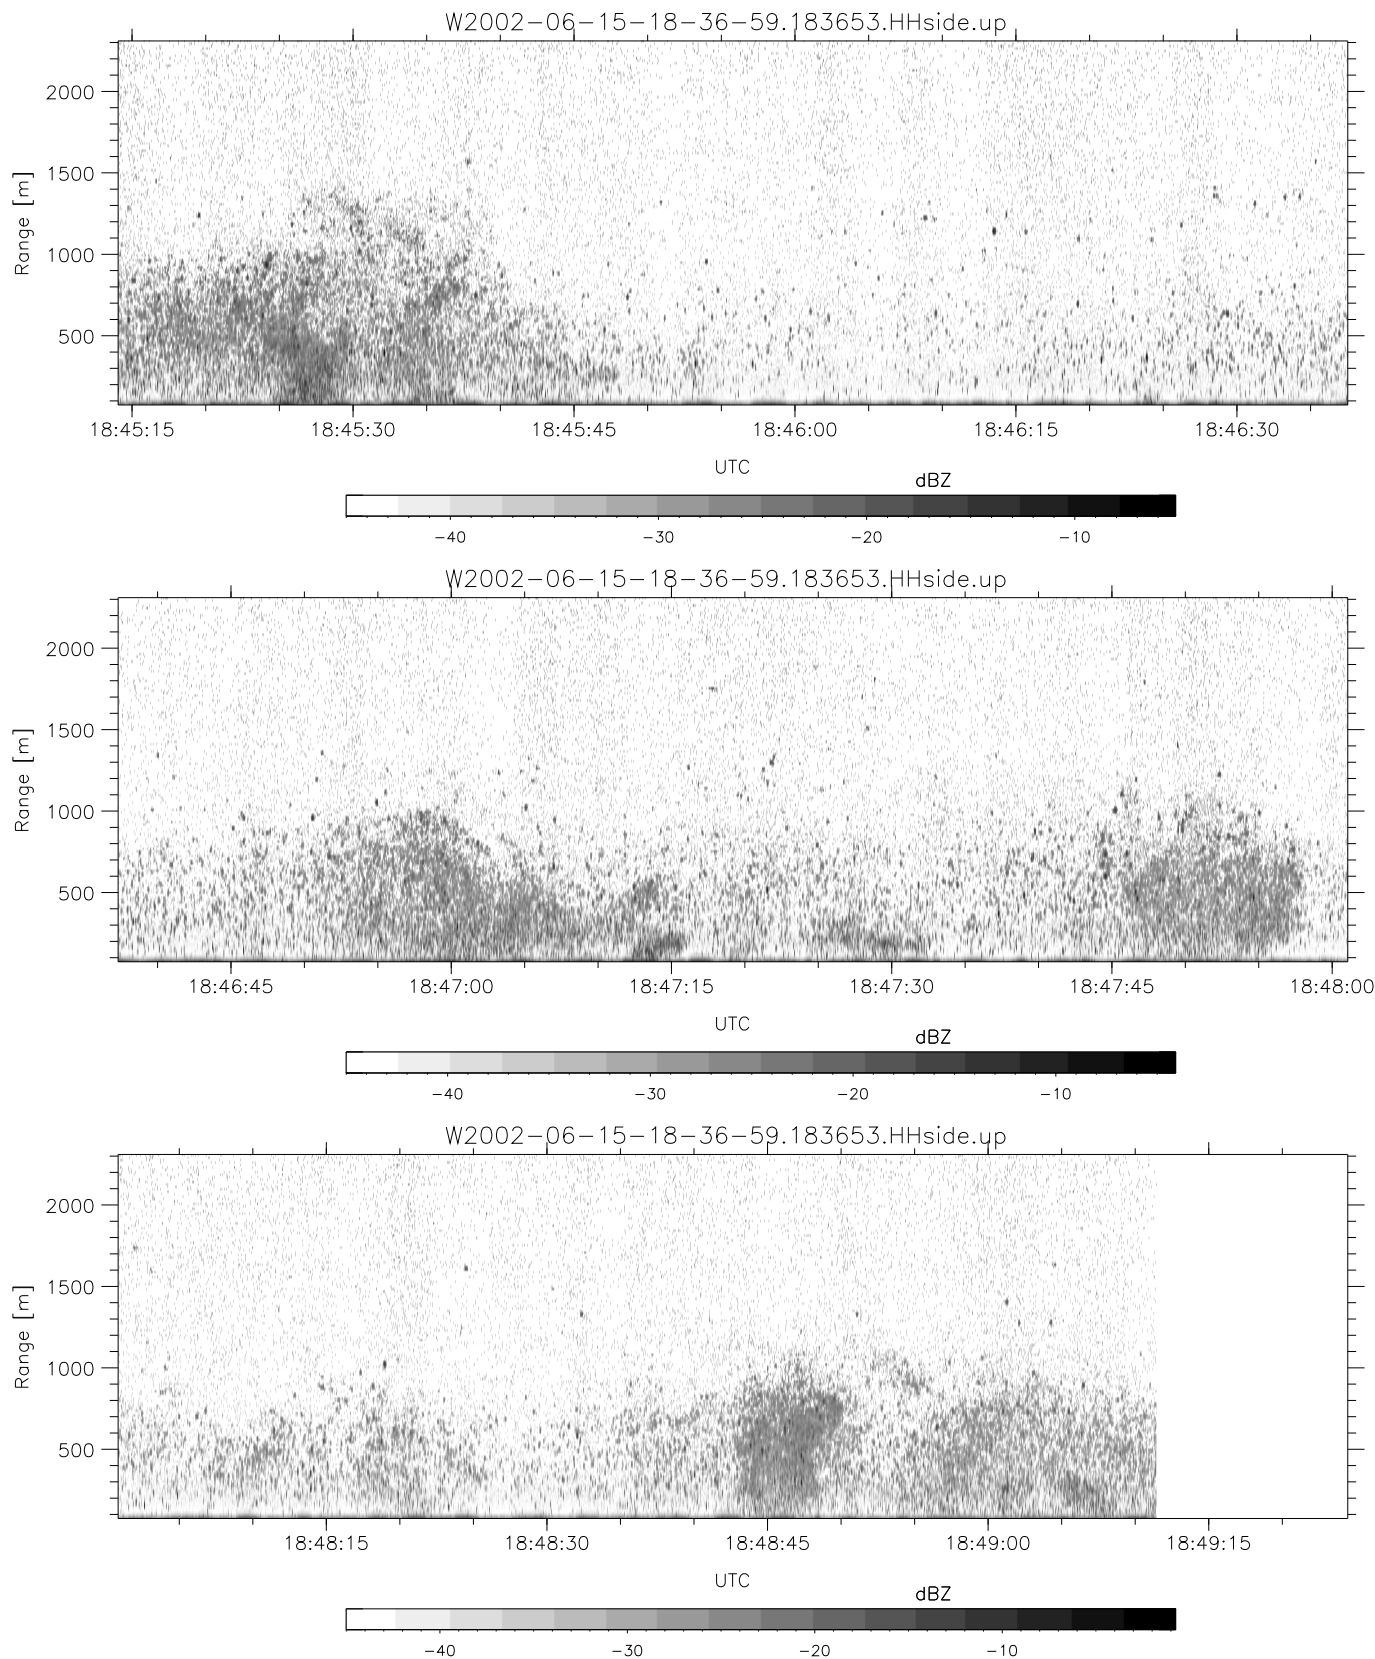 W2002-06-15-18-36-59.183653.HHside.up
2000
1500
1000
500
Range [m]
18:45:15 18:45:30 18:45:45 18:46:00 18:46:15 18:46:30
UTC
dBZ
-40 -30 -20 -10
W2002-06-15-18-36-59.183653.HHside.up
2000
1500
1000
500
Range [m]
18:46:45 18:47:00 18:47:15 18:47:30 18:47:45 18:48:00
UTC
dBZ
-40 -30 -20 -10
W2002-06-15-18-36-59.183653.HHside.up
2000
1500
1000
500
Range [m]
18:48:15 18:48:30 18:48:45 18:49:00 18:49:15
UTC
dBZ
-40 -30 -20 -10